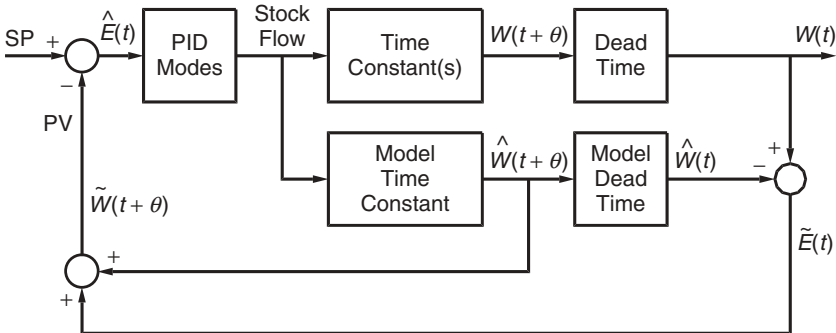 SP
+
−
Ê(t)
PID
Modes
Stock
Flow
Time
Constant(s)
W(t + θ)
Dead
Time
W(t)
PV
Model
Time
Constant
Ŵ(t + θ)
Model
Dead
Time
Ŵ(t)
−
+
W̃(t + θ)
Ẽ(t)
+
+